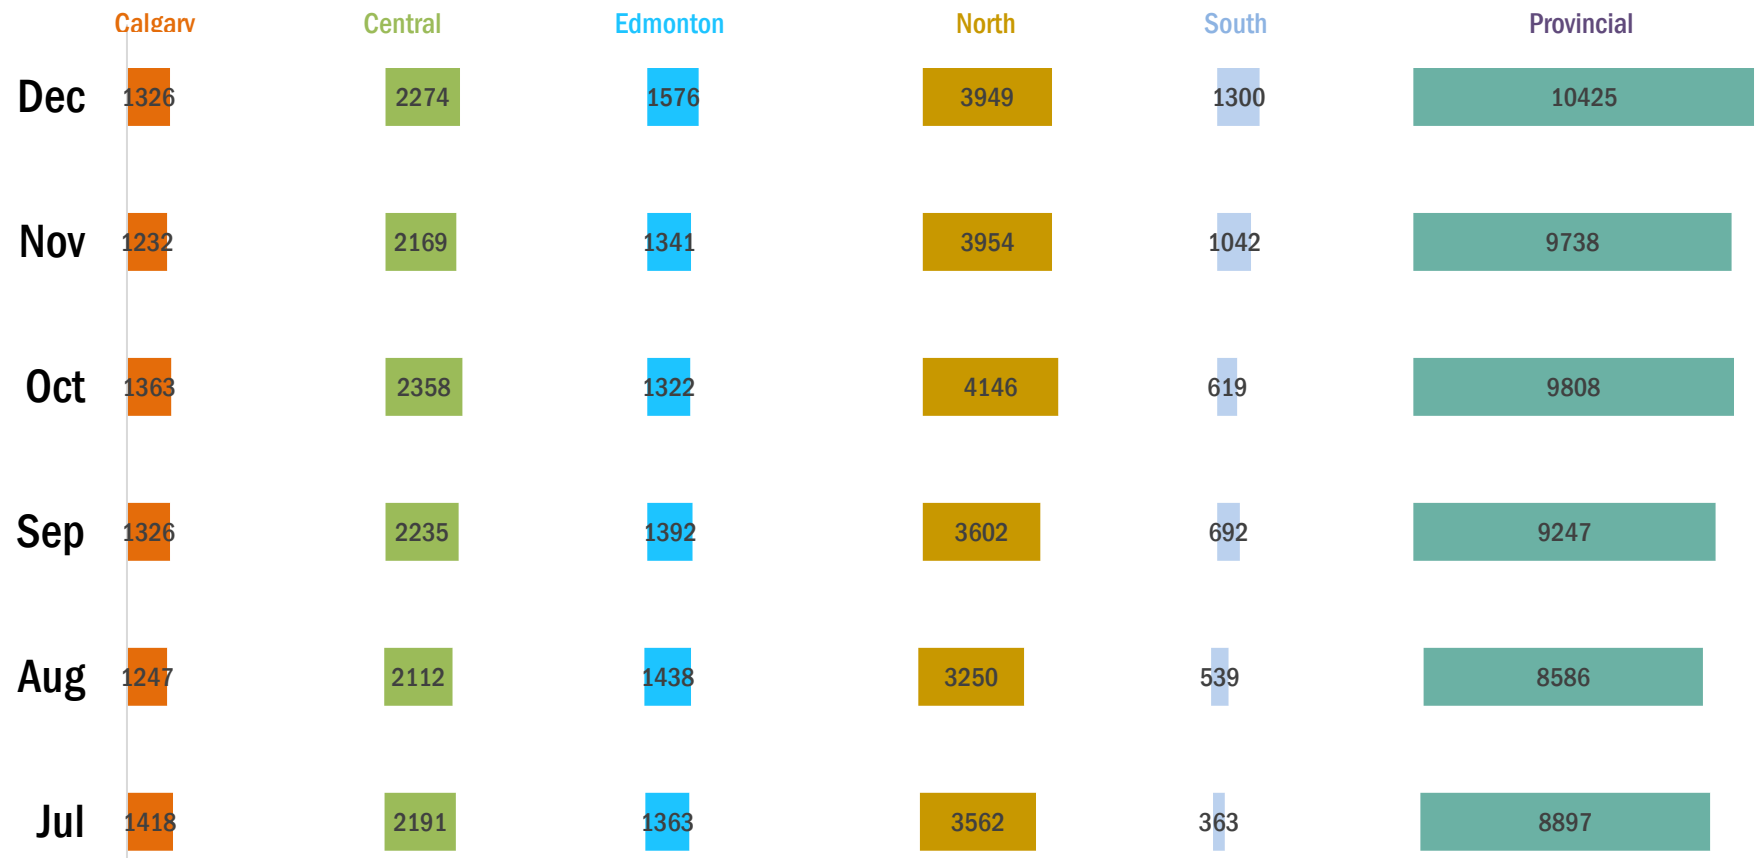 Calgary Central Edmonton North South Provincial
Dec 1326 2274 1576 3949 1300 10425
Nov 1232 2169 1341 3954 1042 9738
Oct 1363 2358 1322 4146 619 9808
Sep 1326 2235 1392 3602 692 9247
Aug 1247 2112 1438 3250 539 8586
Jul 1418 2191 1363 3562 363 8897